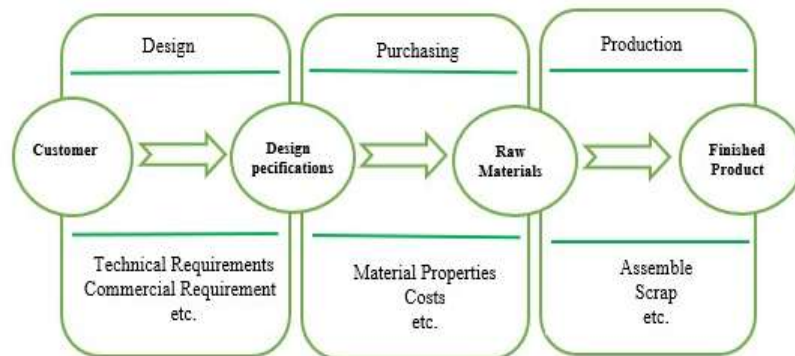 Design
Purchasing
Production
Customer
Design
pecifications
Raw
Materials
Finished
Product
Technical Requirements
Commercial Requirement
etc.
Material Properties
Costs
etc.
Assemble
Scrap
etc.